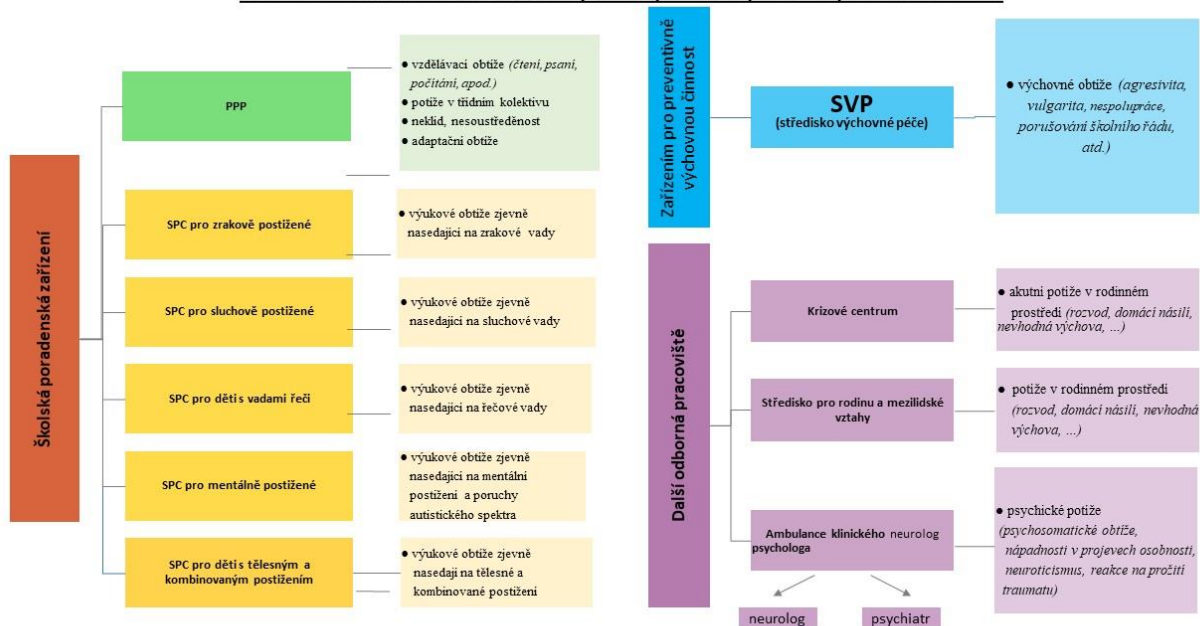 Školská poradenská zařízení
PPP
● vzdělávací obtíže (čtení, psaní,
počítání, apod.)
● potíže v třídním kolektivu
● neklid, nesoustředěnost
● adaptační obtíže
SPC pro zrakově postižené
● výukové obtíže zjevně
nasedající na zrakové vady
SPC pro sluchově postižené
● výukové obtíže zjevně
nasedající na sluchové vady
SPC pro děti s vadami řeči
● výukové obtíže zjevně
nasedající na řečové vady
SPC pro mentálně postižené
● výukové obtíže zjevně
nasedající na mentální
postižení a poruchy
autistického spektra
SPC pro děti s tělesným a
kombinovaným postižením
● výukové obtíže zjevně
nasedají na tělesné a
kombinované postižení
Zařízením pro preventivně
výchovnou činnost
SVP
(středisko výchovné péče)
● výchovné obtíže (agresivita,
vulgarita, nespolupráce,
porušování školního řádu,
atd.)
Další odborná pracoviště
Krizové centrum
● akutní potíže v rodinném
prostředí (rozvod, domácí násilí,
nevhodná výchova, ...)
Středisko pro rodinu a mezilidské
vztahy
● potíže v rodinném prostředí
(rozvod, domácí násilí, nevhodná
výchova, ...)
Ambulance klinického neurolog
psychologa
● psychické potíže
(psychosomatické obtíže,
nápadnosti v projevech osobnosti,
neuroticismus, reakce na prožití
traumatu)
neurolog
psychiatr